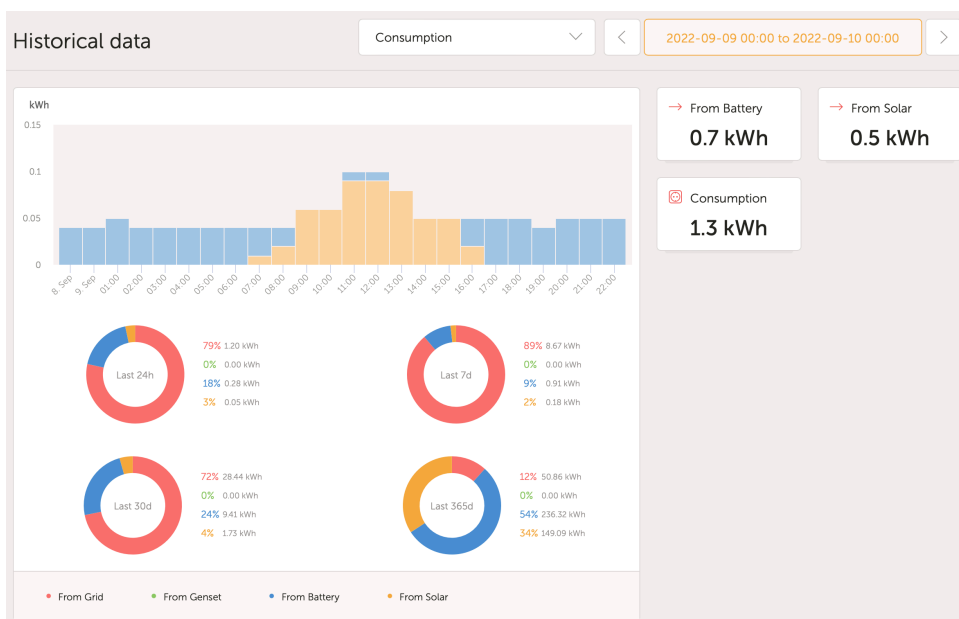 Historical data
Consumption
2022-09-09 00:00 to 2022-09-10 00:00
kWh
0.15
0.1
0.05
0
8. Sep 9. Sep 01:00 02:00 03:00 04:00 05:00 06:00 07:00 08:00 09:00 10:00 11:00 12:00 13:00 14:00 15:00 16:00 17:00 18:00 19:00 20:00 21:00 22:00
From Battery
0.7 kWh
From Solar
0.5 kWh
Consumption
1.3 kWh
Last 24h
79% 1.20 kWh
0% 0.00 kWh
18% 0.28 kWh
3% 0.05 kWh
Last 7d
89% 8.67 kWh
0% 0.00 kWh
9% 0.91 kWh
2% 0.18 kWh
Last 30d
72% 28.44 kWh
0% 0.00 kWh
24% 9.41 kWh
4% 1.73 kWh
Last 365d
12% 50.86 kWh
0% 0.00 kWh
54% 236.32 kWh
34% 149.09 kWh
From Grid
From Genset
From Battery
From Solar